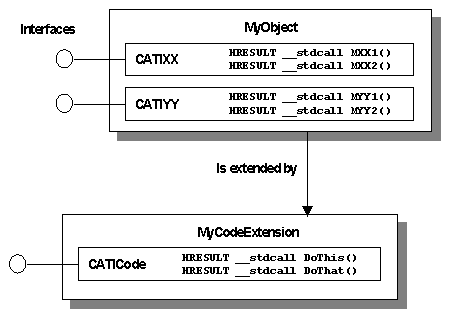 MyObject
Interfaces
CATIXX HRESULT __stdcall MXX1()
HRESULT __stdcall MXX2()
CATIYY HRESULT __stdcall MYY1()
HRESULT __stdcall MYY2()
Is extended by
MyCodeExtension
CATICode HRESULT __stdcall DoThis()
HRESULT __stdcall DoThat()